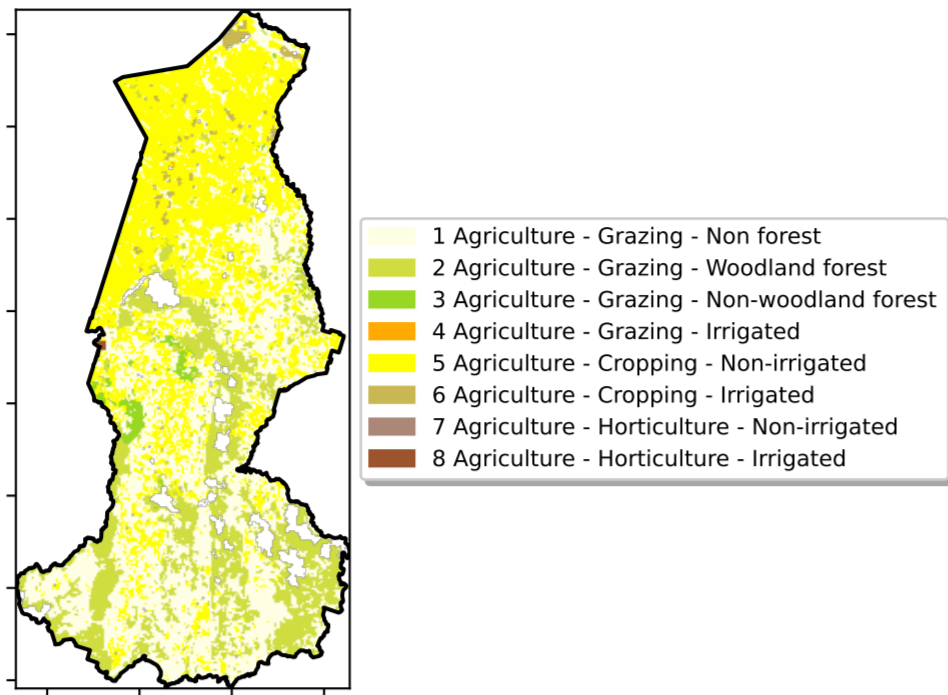 1 Agriculture - Grazing - Non forest
2 Agriculture - Grazing - Woodland forest
3 Agriculture - Grazing - Non-woodland forest
4 Agriculture - Grazing - Irrigated
5 Agriculture - Cropping - Non-irrigated
6 Agriculture - Cropping - Irrigated
7 Agriculture - Horticulture - Non-irrigated
8 Agriculture - Horticulture - Irrigated